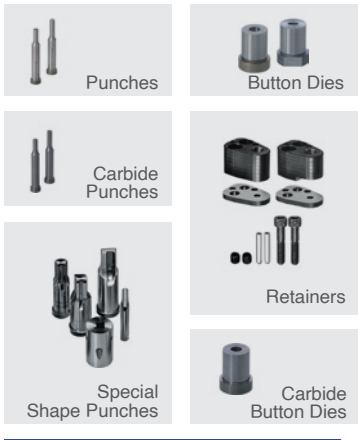 Punches
Button Dies
Carbide
Punches
Retainers
Special
Shape Punches
Carbide
Button Dies